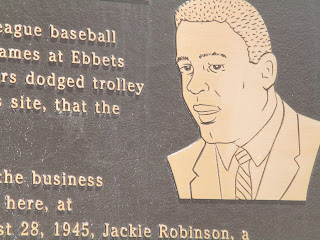 eague baseball
ames at Ebbets
rs dodged trolley
s site, that the
the business
here, at
st 28, 1945, Jackie Robinson, a